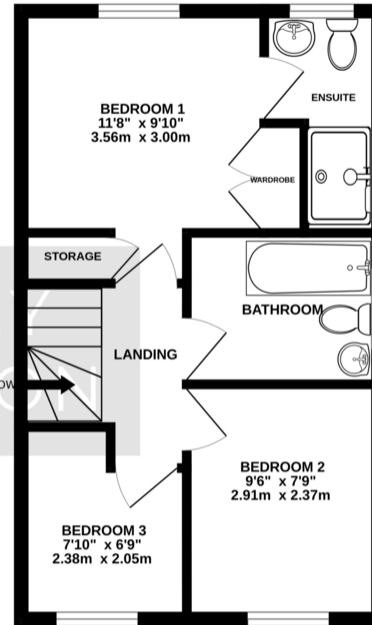 BEDROOM 1
11'8" x 9'10"
3.56m x 3.00m
ENSUITE
WARDROBE
STORAGE
BATHROOM
LANDING
BEDROOM 2
9'6" x 7'9"
2.91m x 2.37m
BEDROOM 3
7'10" x 6'9"
2.38m x 2.05m